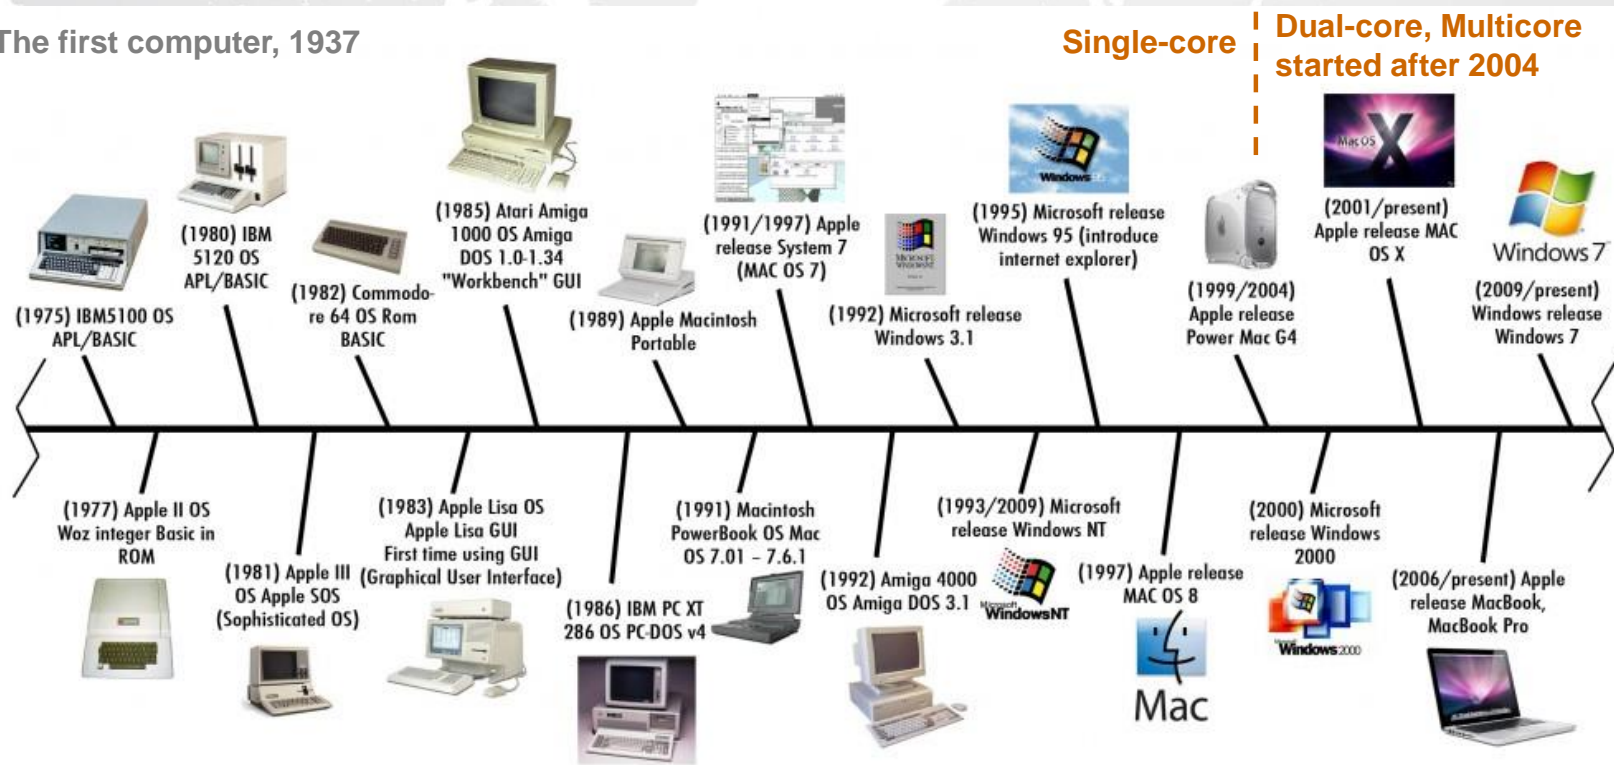 The first computer, 1937
Single-core
Dual-core, Multicore
started after 2004
(1975) IBM5100 OS
APL/BASIC
(1980) IBM
5120 OS
APL/BASIC
(1982) Commodo-
re 64 OS Rom
BASIC
(1985) Atari Amiga
1000 OS Amiga
DOS 1.0-1.34
"Workbench" GUI
(1989) Apple Macintosh
Portable
(1991/1997) Apple
release System 7
(MAC OS 7)
(1992) Microsoft release
Windows 3.1
Windows 95
(1995) Microsoft release
Windows 95 (introduce
internet explorer)
(1999/2004)
Apple release
Power Mac G4
Mac OS X
(2001/present)
Apple release MAC
OS X
Windows 7
(2009/present)
Windows release
Windows 7
(1977) Apple II OS
Woz integer Basic in
ROM
(1981) Apple III
OS Apple SOS
(Sophisticated OS)
(1983) Apple Lisa OS
Apple Lisa GUI
First time using GUI
(Graphical User Interface)
(1986) IBM PC XT
286 OS PC-DOS v4
(1991) Macintosh
PowerBook OS Mac
OS 7.01 – 7.6.1
(1992) Amiga 4000
OS Amiga DOS 3.1
(1993/2009) Microsoft
release Windows NT
Microsoft
WindowsNT
(1997) Apple release
MAC OS 8
Mac
(2000) Microsoft
release Windows
2000
Windows 2000
(2006/present) Apple
release MacBook,
MacBook Pro